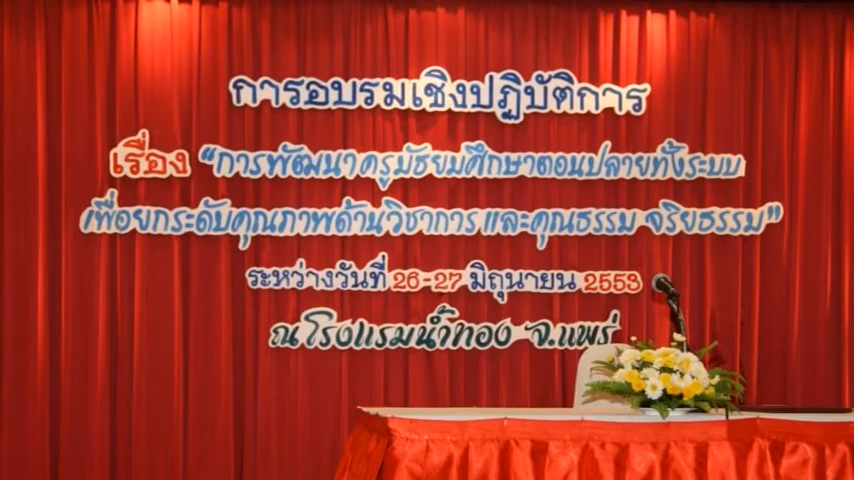 การอบรมเชิงปฏิบัติการ
เรื่อง "การพัฒนาครูมัธยมศึกษาตอนปลายทั้งระบบ
เพื่อยกระดับคุณภาพด้านวิชาการ และคุณธรรม จริยธรรม"
ระหว่างวันที่ 26-27 มิถุนายน 2553
ณ โรงแรมน้ำทอง จ.แพร่